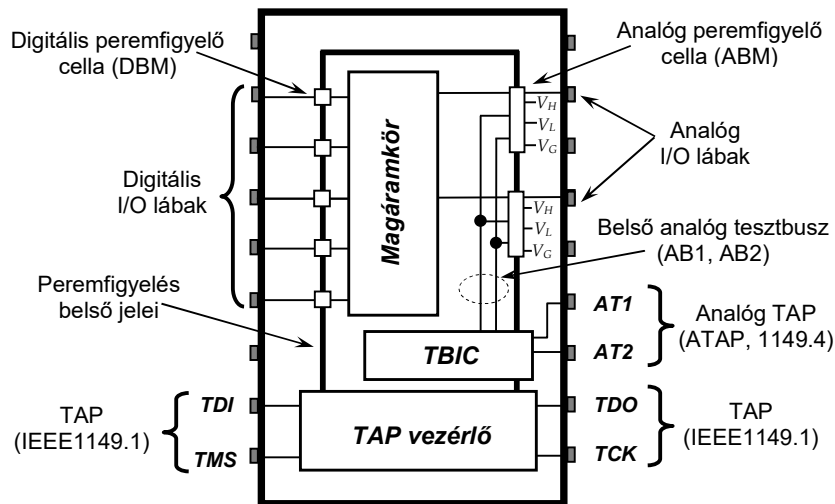 Digitális peremfigyelő
cella (DBM)
Analóg peremfigyelő
cella (ABM)
Digitális
I/O lábak
Magáramkör
V_H
V_L
V_G
Analóg
I/O lábak
V_H
V_L
V_G
Belső analóg tesztbusz
(AB1, AB2)
Peremfigyelés
belső jelei
TBIC
AT1
AT2
Analóg TAP
(ATAP, 1149.4)
TAP
(IEEE1149.1)
TDI
TMS
TAP vezérlő
TDO
TCK
TAP
(IEEE1149.1)